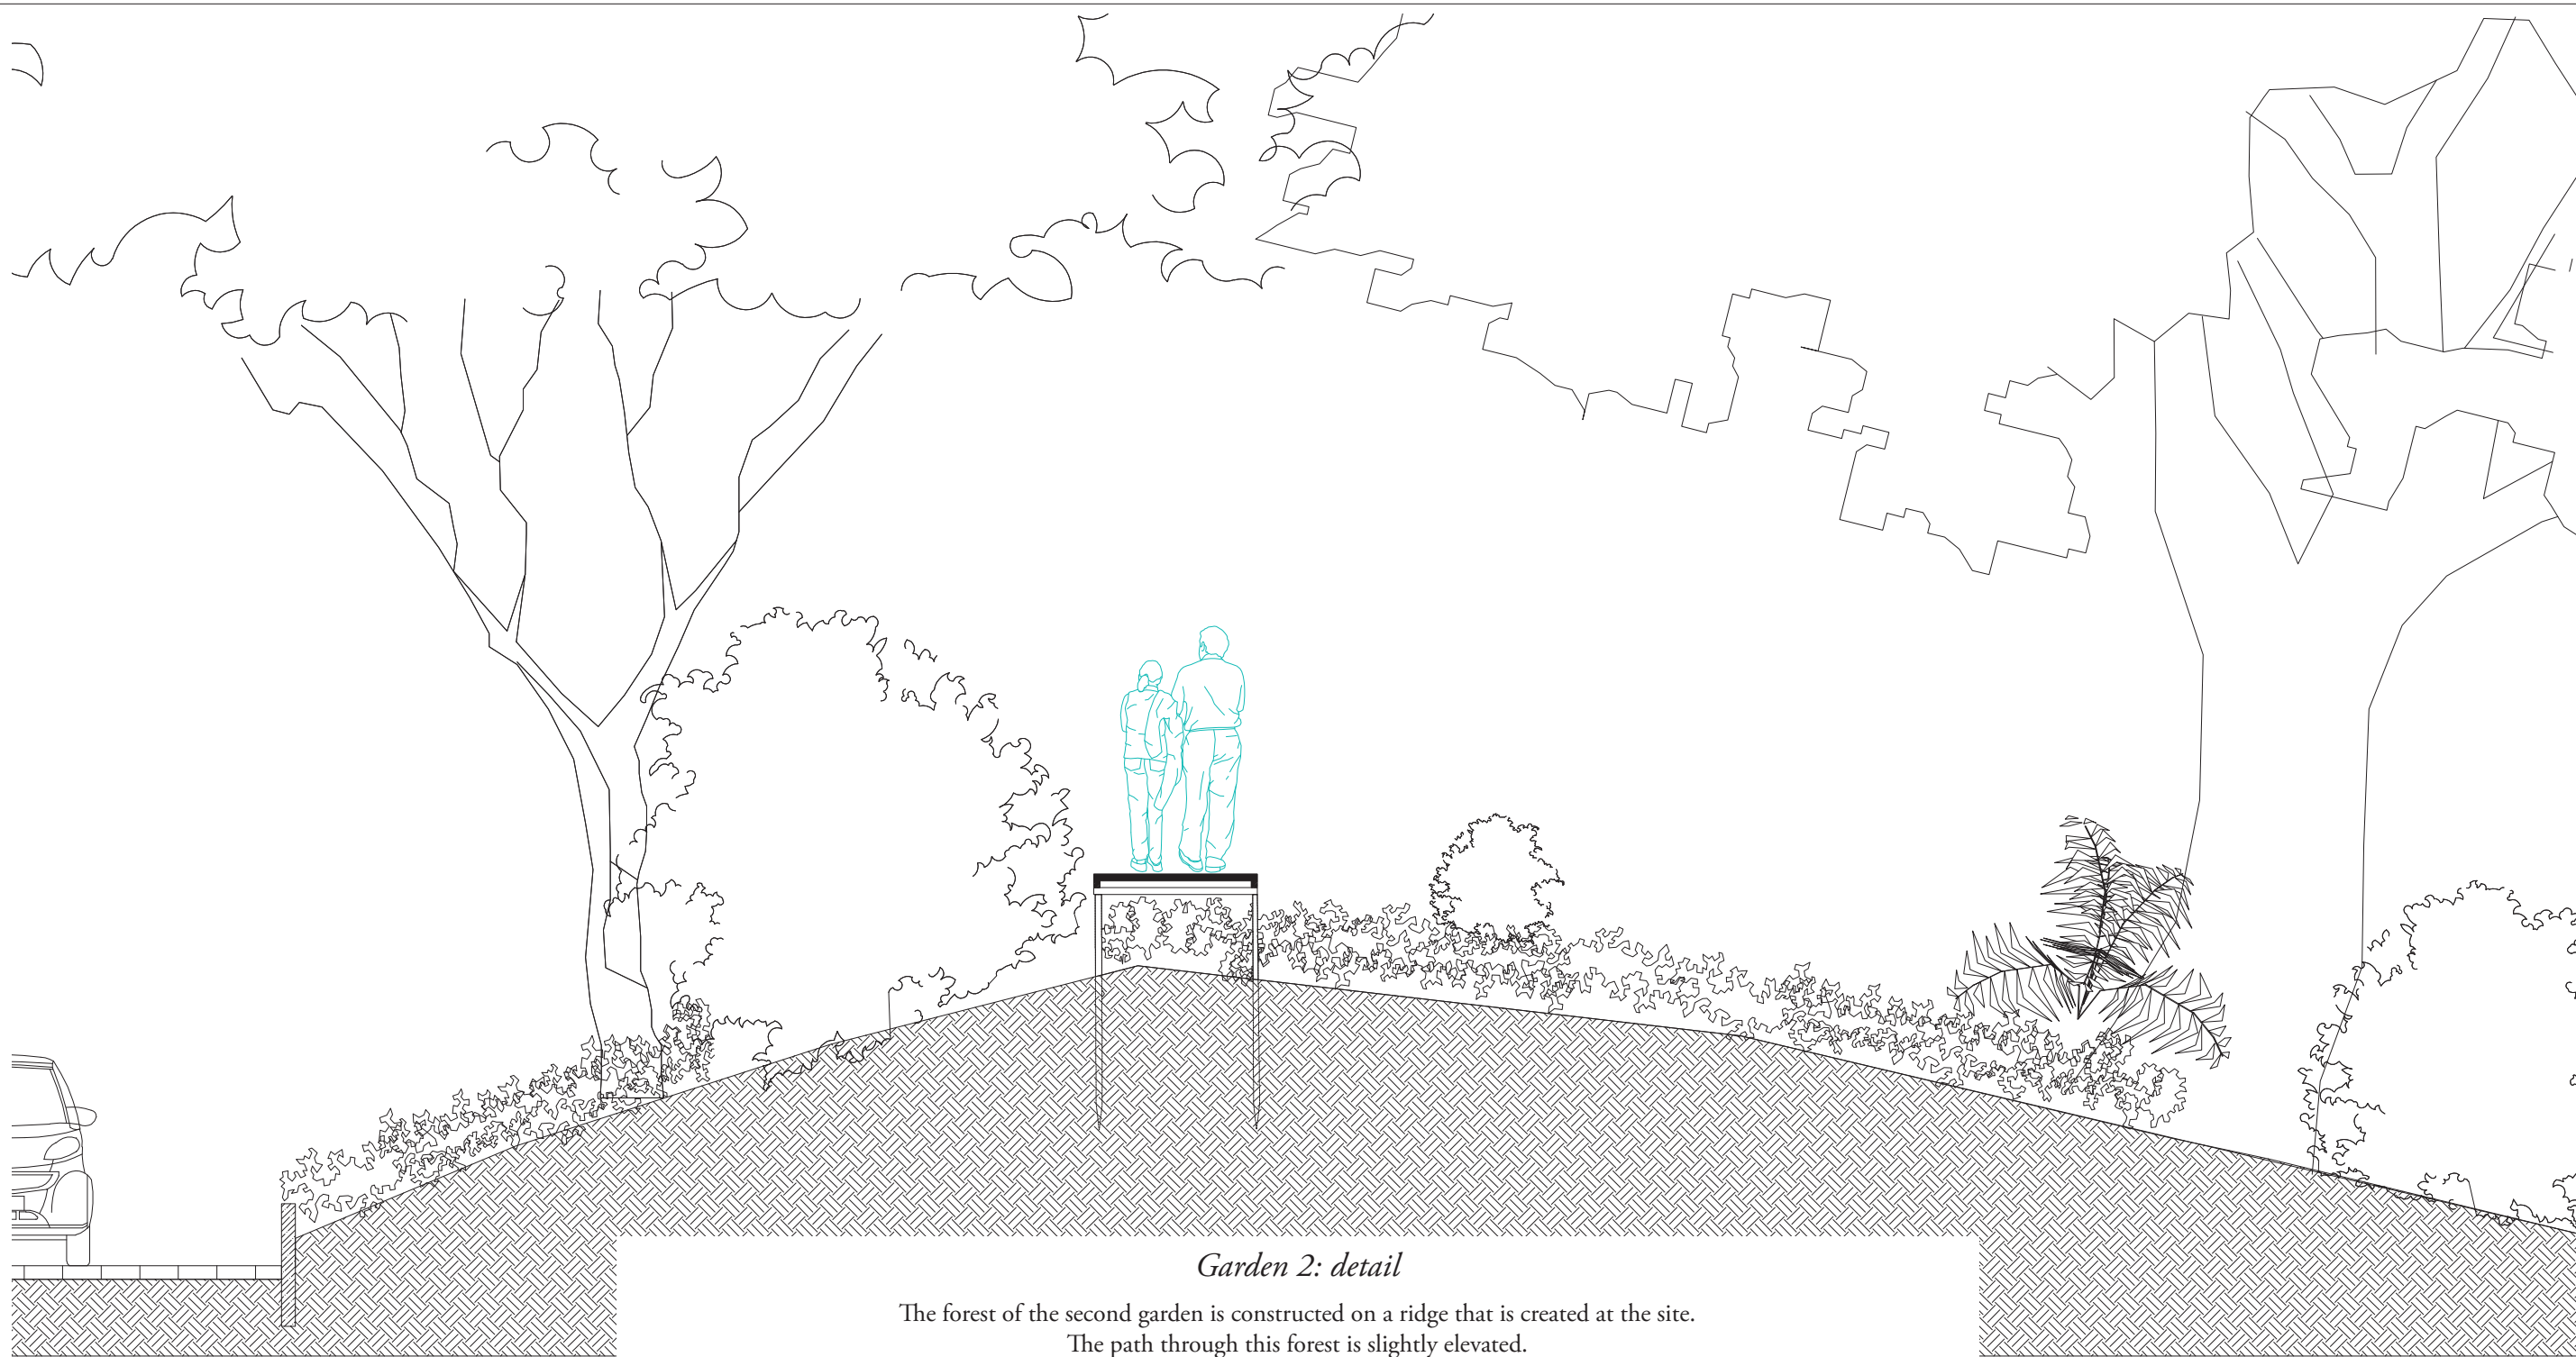 Garden 2: detail
The forest of the second garden is constructed on a ridge that is created at the site.
The path through this forest is slightly elevated.